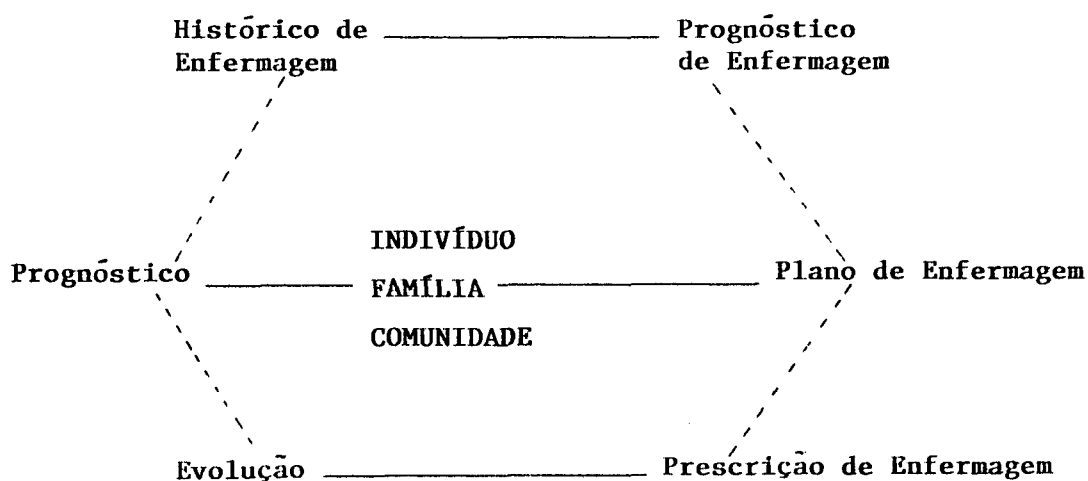 Histórico de Prognóstico
Enfermagem de Enfermagem
INDIVÍDUO
Prognóstico FAMÍLIA Plano de Enfermagem
COMUNIDADE
Evolução Prescrição de Enfermagem